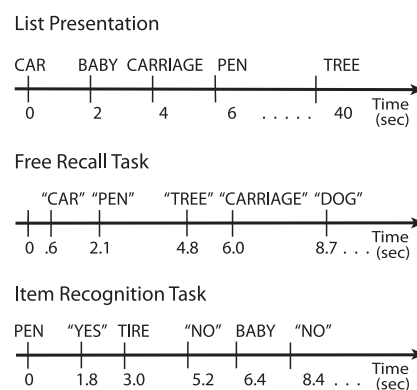 List Presentation
CAR BABY CARRIAGE PEN TREE
0 2 4 6 . . . . . 40 Time (sec)
Free Recall Task
"CAR" "PEN" "TREE" "CARRIAGE" "DOG"
0 .6 2.1 4.8 6.0 8.7 . . . Time (sec)
Item Recognition Task
PEN "YES" TIRE "NO" BABY "NO"
0 1.8 3.0 5.2 6.4 8.4 . . . Time (sec)